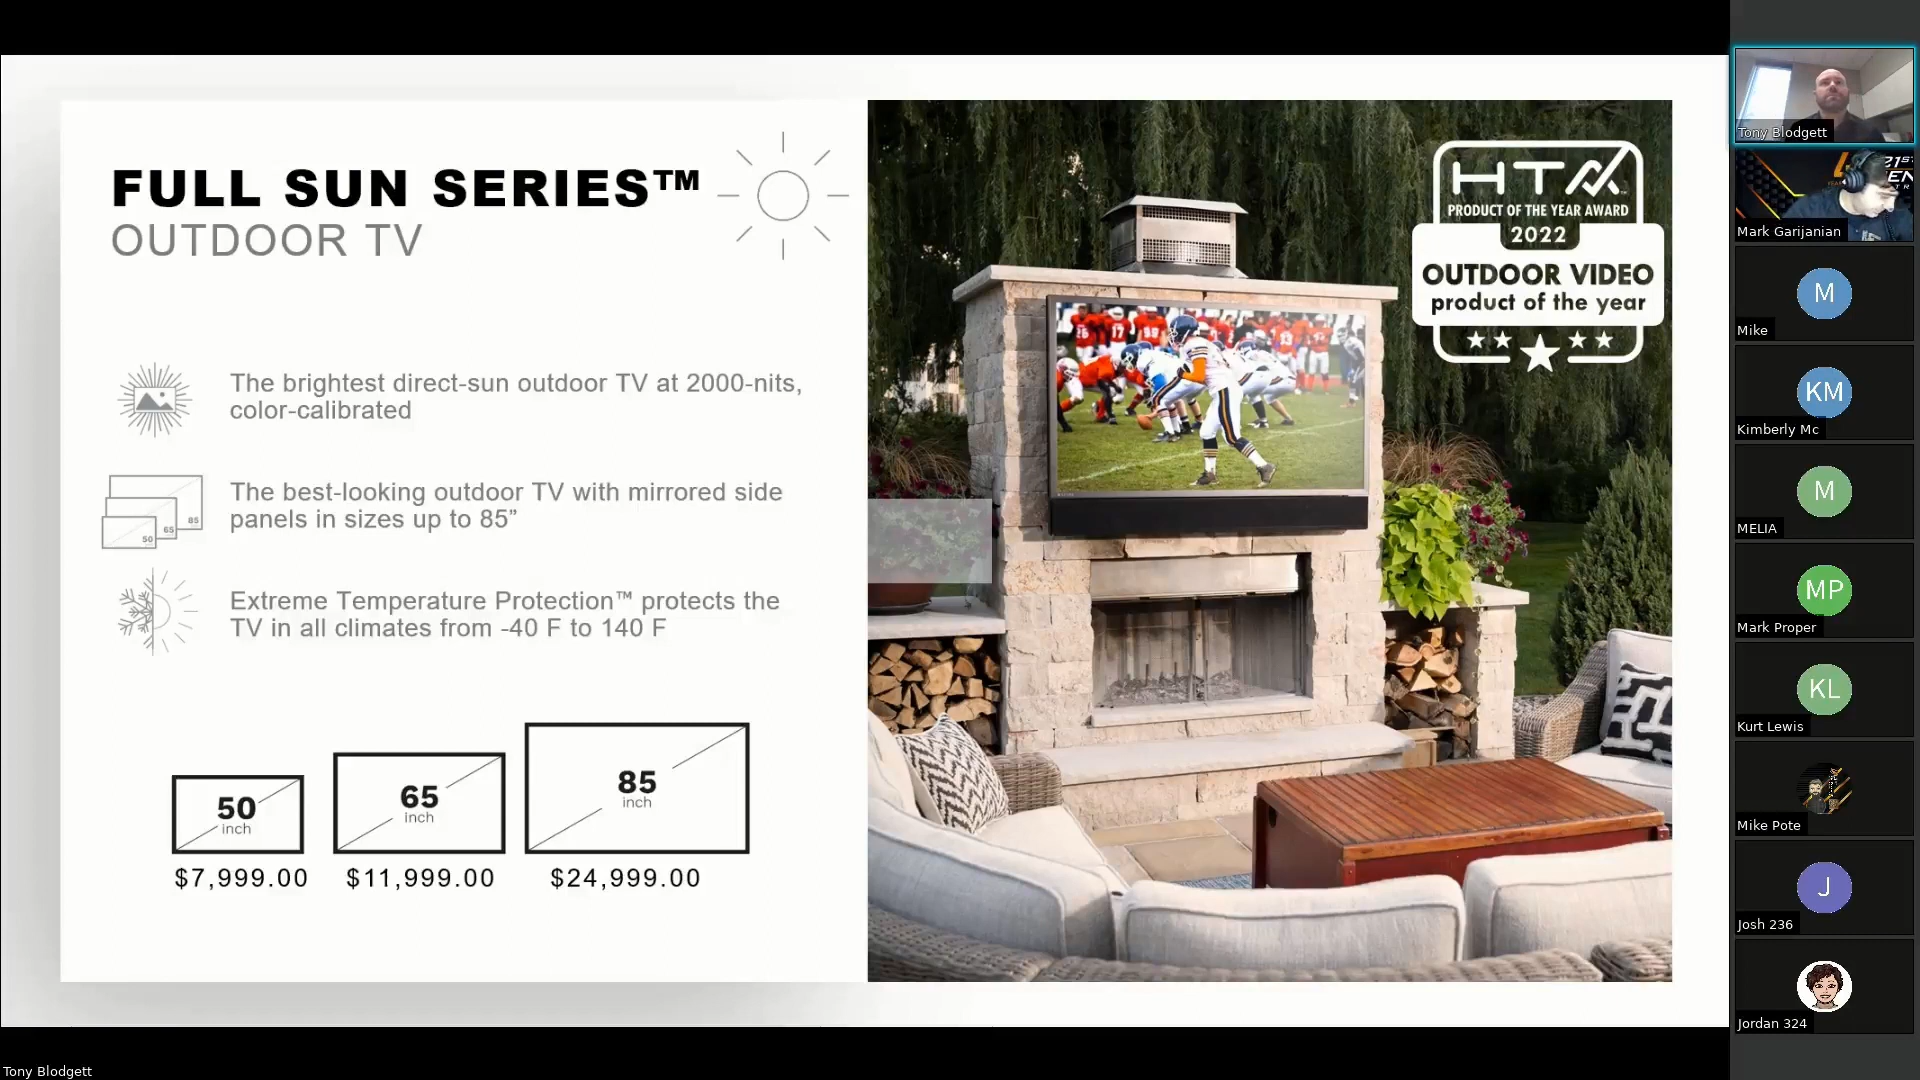 FULL SUN SERIES™
OUTDOOR TV
The brightest direct-sun outdoor TV at 2000-nits,
color-calibrated
85
65
50
The best-looking outdoor TV with mirrored side
panels in sizes up to 85”
Extreme Temperature Protection™ protects the
TV in all climates from -40 F to 140 F
50
inch
65
inch
85
inch
$7,999.00
$11,999.00
$24,999.00
HTA
PRODUCT OF THE YEAR AWARD
2022
OUTDOOR VIDEO
product of the year
Tony Blodgett
Mark Garijanian
M
Mike
KM
Kimberly Mc
M
MELIA
MP
Mark Proper
KL
Kurt Lewis
Mike Pote
J
Josh 236
Jordan 324
Tony Blodgett